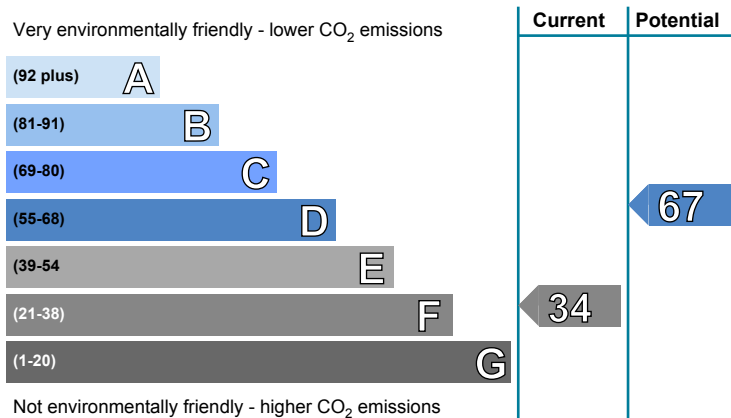 Very environmentally friendly - lower CO₂ emissions
Current
Potential
(92 plus) A
(81-91) B
(69-80) C
(55-68) D
67
(39-54 E
(21-38) F
34
(1-20) G
Not environmentally friendly - higher CO₂ emissions